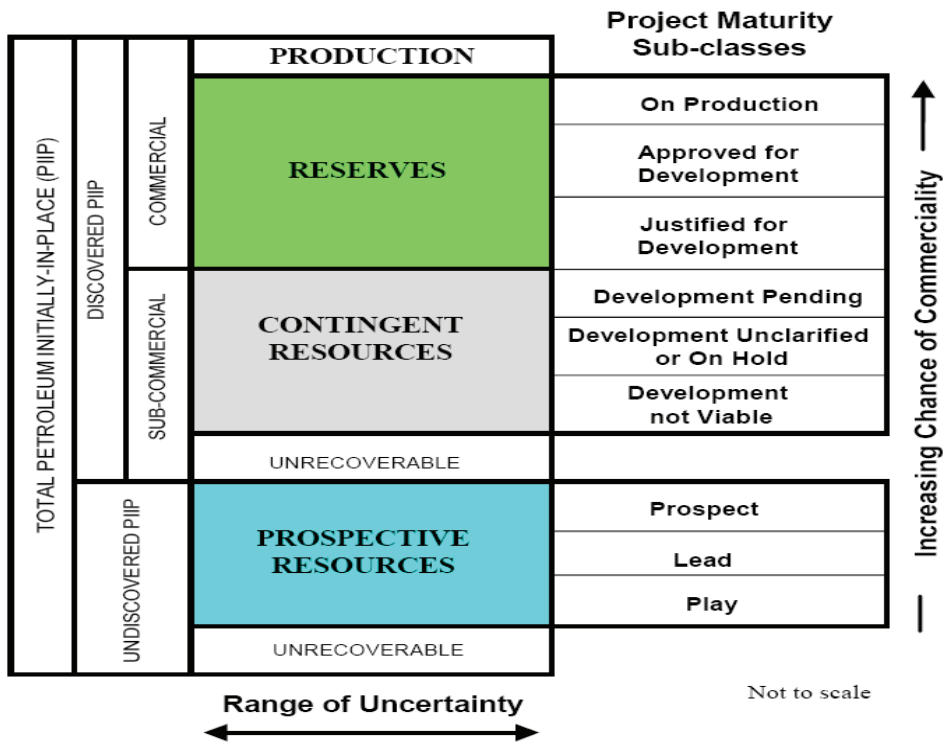 Project Maturity
Sub-classes
TOTAL PETROLEUM INITIALLY-IN-PLACE (PIIP)
DISCOVERED PIIP
COMMERCIAL
PRODUCTION
RESERVES
On Production
Approved for
Development
Justified for
Development
SUB-COMMERCIAL
CONTINGENT
RESOURCES
Development Pending
Development Unclarified
or On Hold
Development
not Viable
UNRECOVERABLE
UNDISCOVERED PIIP
PROSPECTIVE
RESOURCES
Prospect
Lead
Play
UNRECOVERABLE
Increasing Chance of Commerciality
Range of Uncertainty
Not to scale